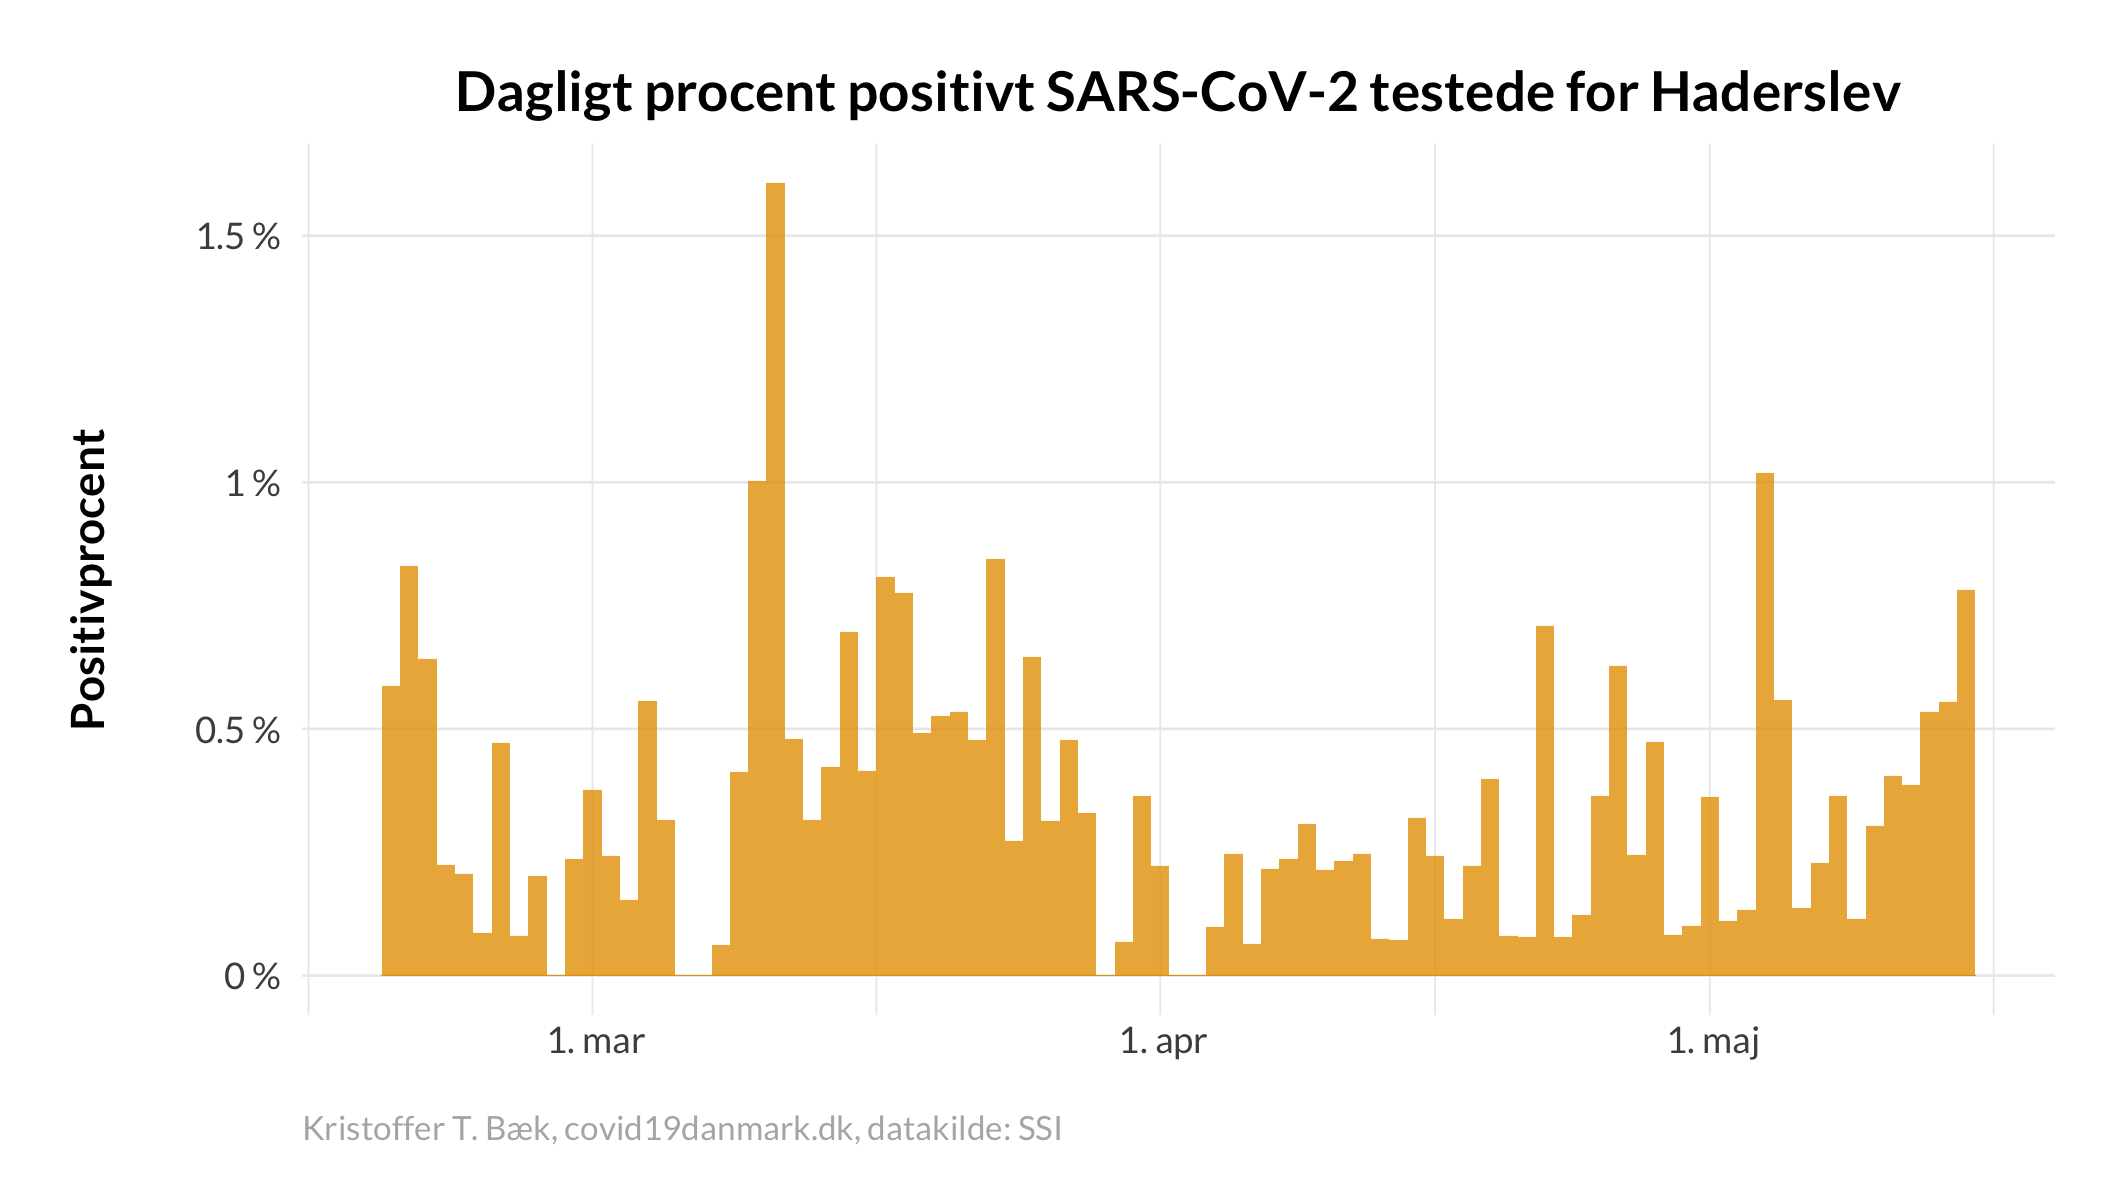 Dagligt procent positivt SARS-CoV-2 testede for Haderslev
Positivprocent
1.5 %
1 %
0.5 %
0 %
1. mar
1. apr
1. maj
Kristoffer T. Bæk, covid19danmark.dk, datakilde: SSI